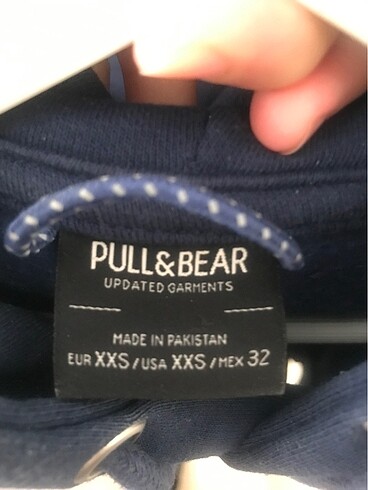 PULL&BEAR
UPDATED GARMENTS
MADE IN PAKISTAN
EUR XXS / USA XXS / MEX 32